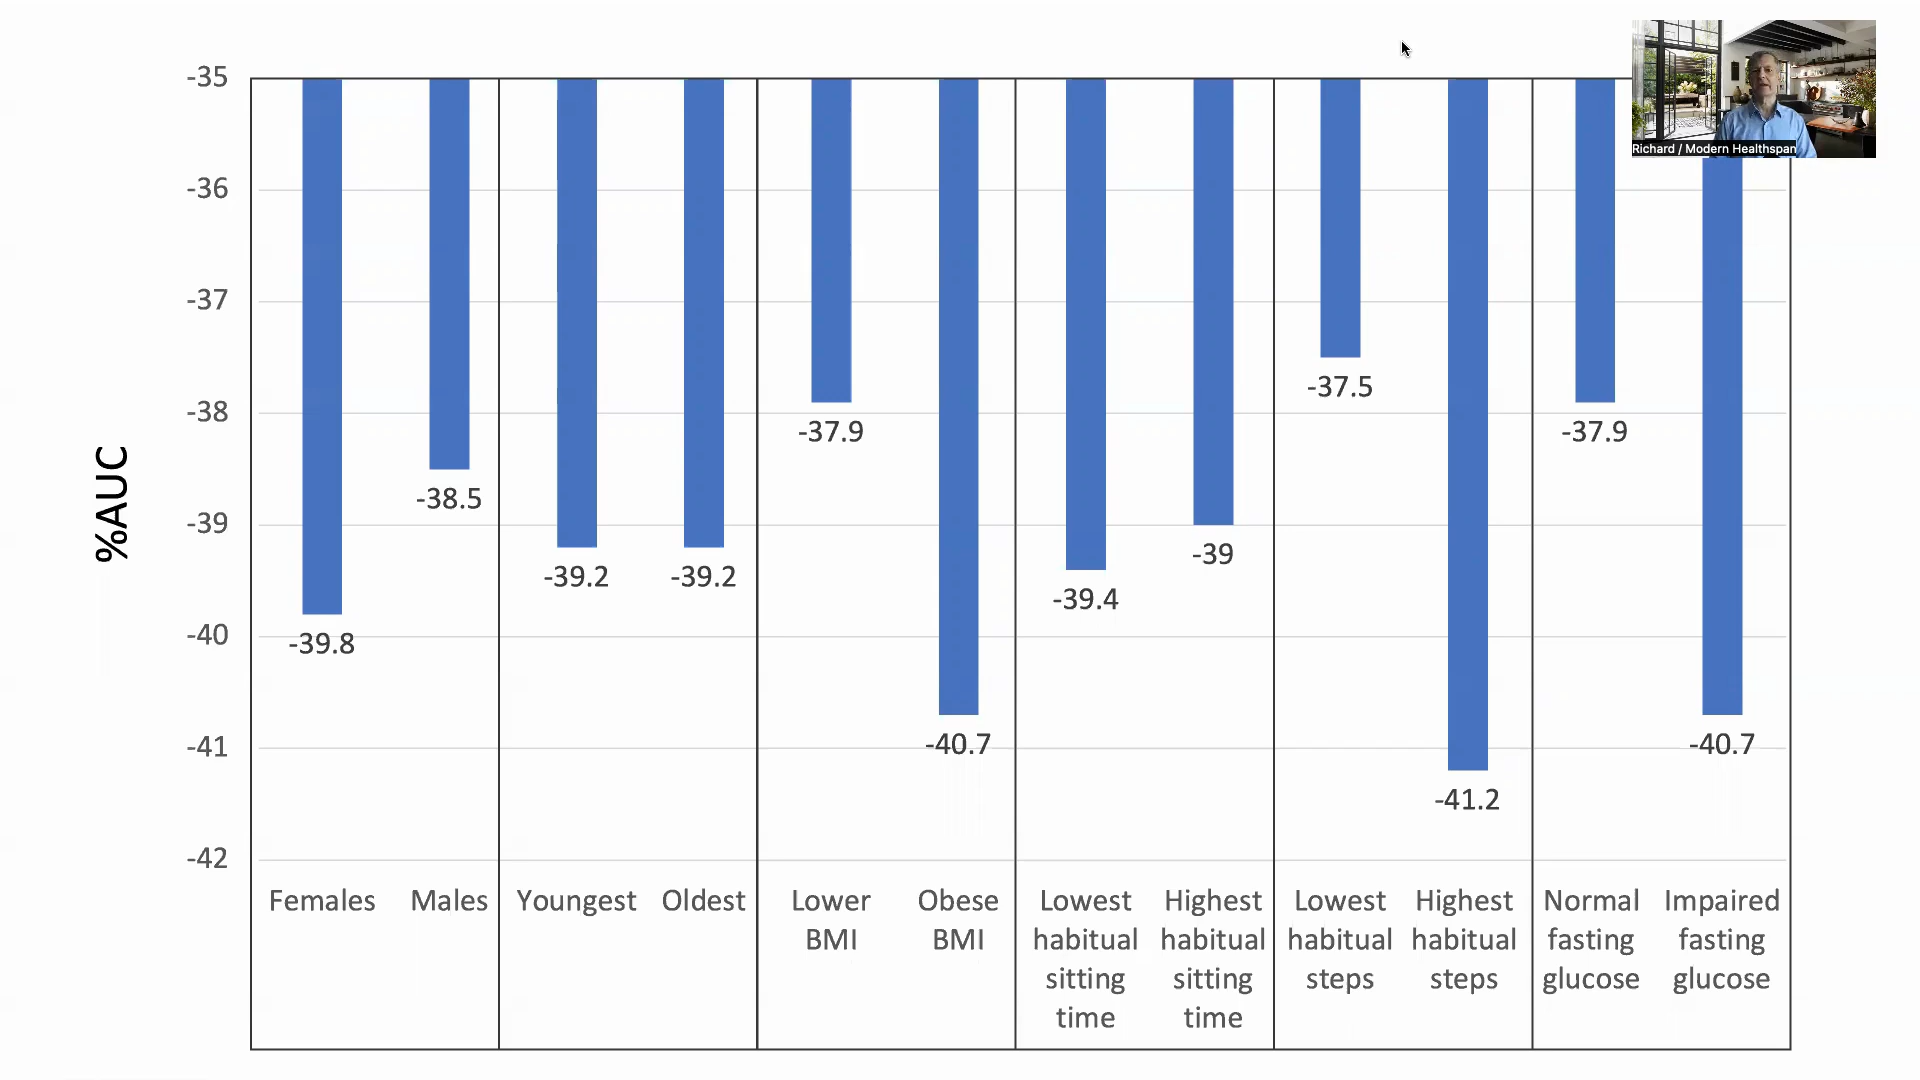 Richard / Modern Healthspan
%AUC
-35
-36
-37
-38
-39
-40
-41
-42
-39.8
-38.5
-39.2
-39.2
-37.9
-40.7
-39.4
-39
-37.5
-41.2
-37.9
-40.7
Females
Males
Youngest
Oldest
Lower
BMI
Obese
BMI
Lowest
habitual
sitting
time
Highest
habitual
sitting
time
Lowest
habitual
steps
Highest
habitual
steps
Normal
fasting
glucose
Impaired
fasting
glucose